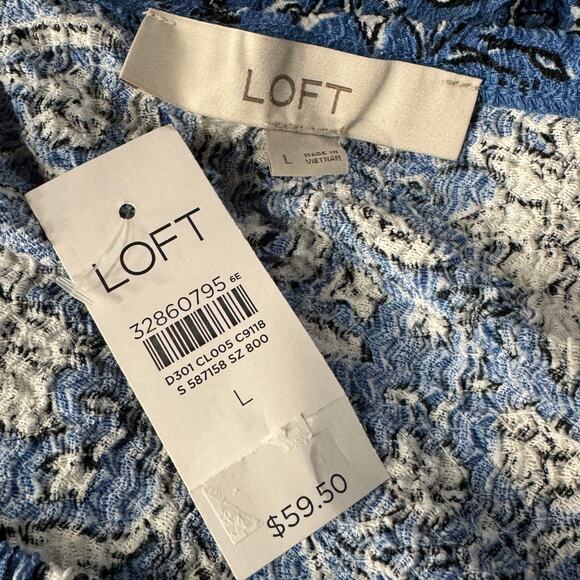 LOFT
L
MADE IN
VIETNAM
LOFT
32860795 6E
D301 CL005 C9118
S 587158 SZ 800
L
$59.50